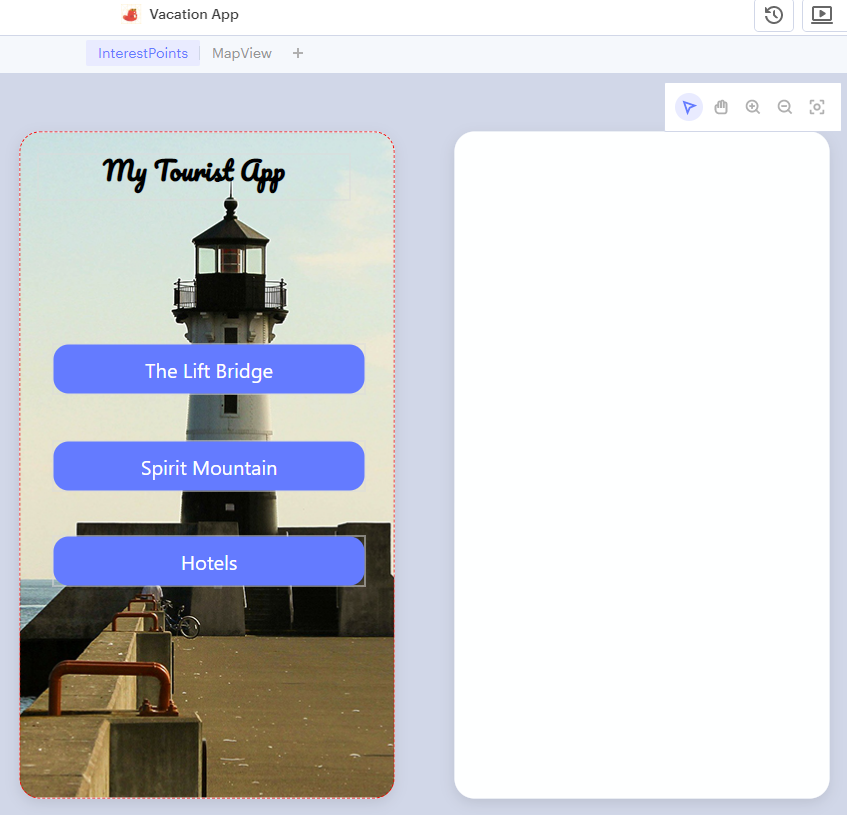 Vacation App
InterestPoints MapView +
My Tourist App
The Lift Bridge
Spirit Mountain
Hotels